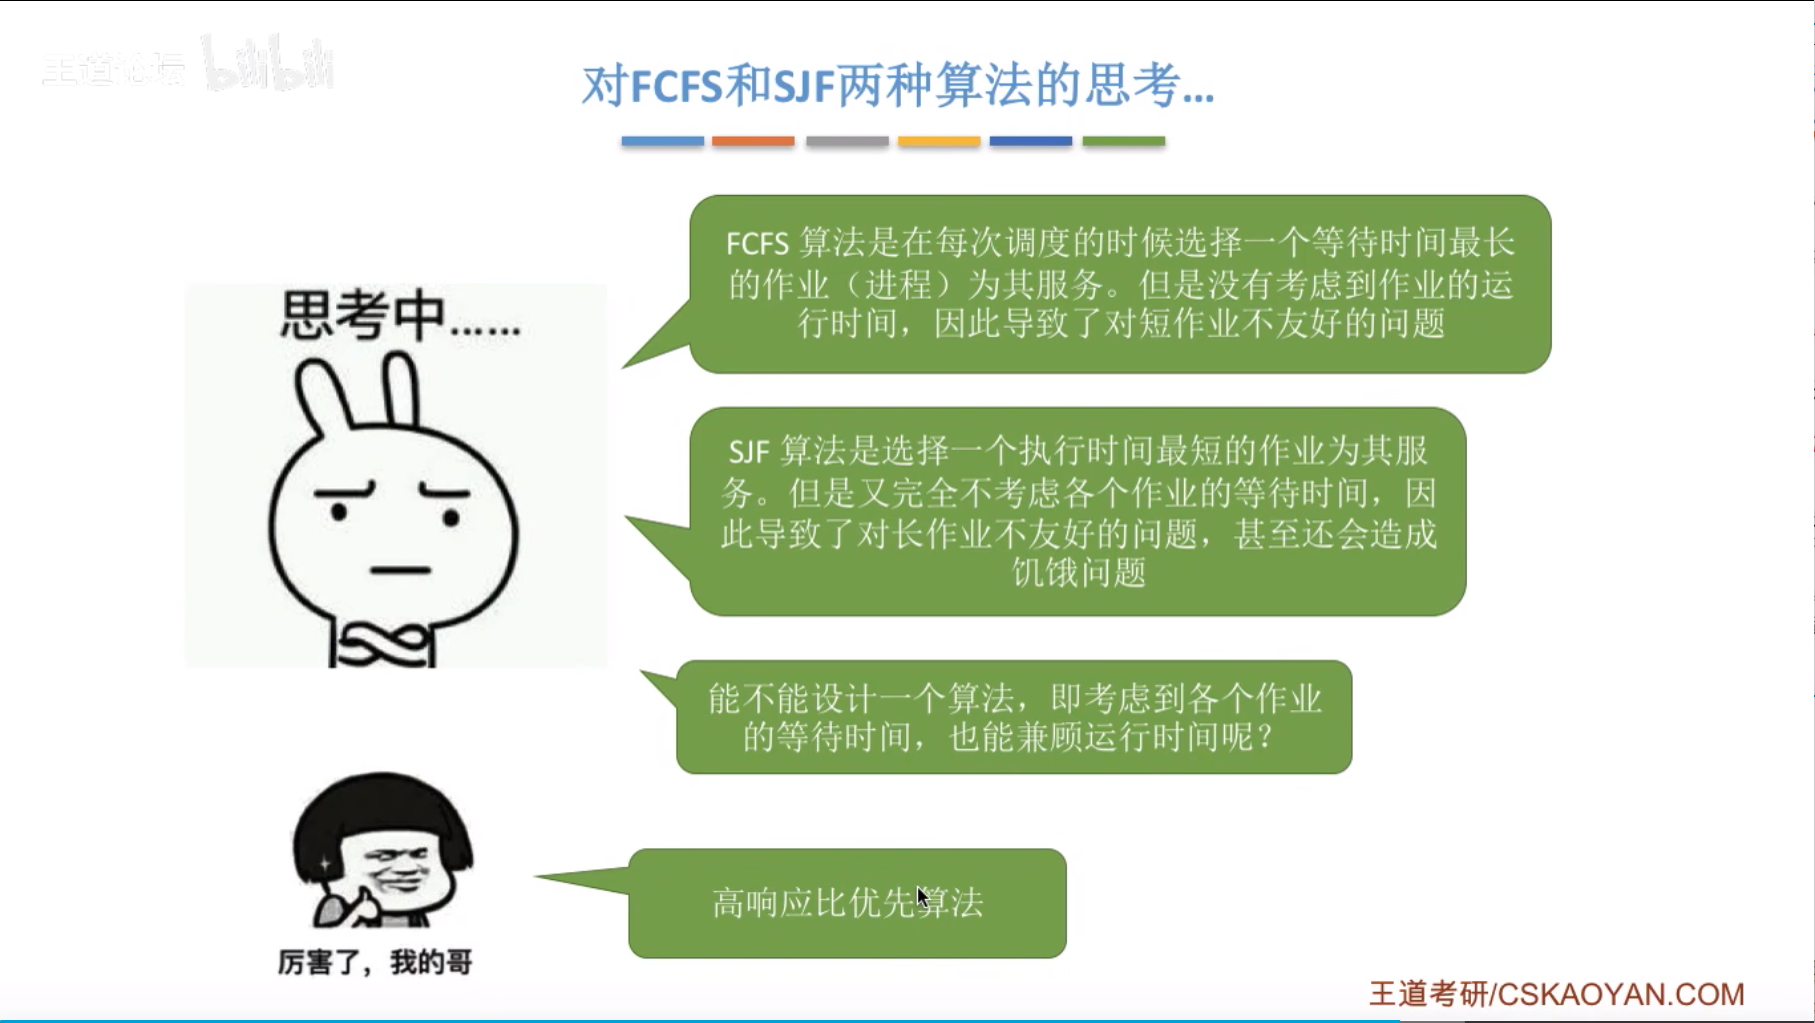 王道论坛 bilibili
对FCFS和SJF两种算法的思考...
FCFS 算法是在每次调度的时候选择一个等待时间最长
的作业（进程）为其服务。但是没有考虑到作业的运
行时间，因此导致了对短作业不友好的问题
思考中......
SJF 算法是选择一个执行时间最短的作业为其服
务。但是又完全不考虑各个作业的等待时间，因
此导致了对长作业不友好的问题，甚至还会造成
饥饿问题
能不能设计一个算法，即考虑到各个作业
的等待时间，也能兼顾运行时间呢？
高响应比优先算法
厉害了，我的哥
王道考研/CSKAOYAN.COM